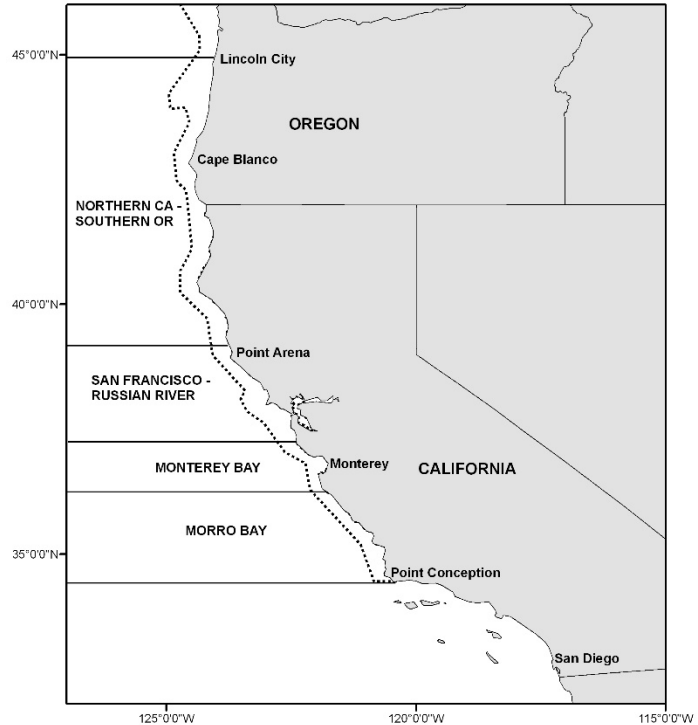 45°0'0"N
Lincoln City
OREGON
Cape Blanco
NORTHERN CA -
SOUTHERN OR
40°0'0"N
Point Arena
SAN FRANCISCO -
RUSSIAN RIVER
MONTEREY BAY
Monterey
CALIFORNIA
MORRO BAY
35°0'0"N
Point Conception
San Diego
125°0'0"W
120°0'0"W
115°0'0"W